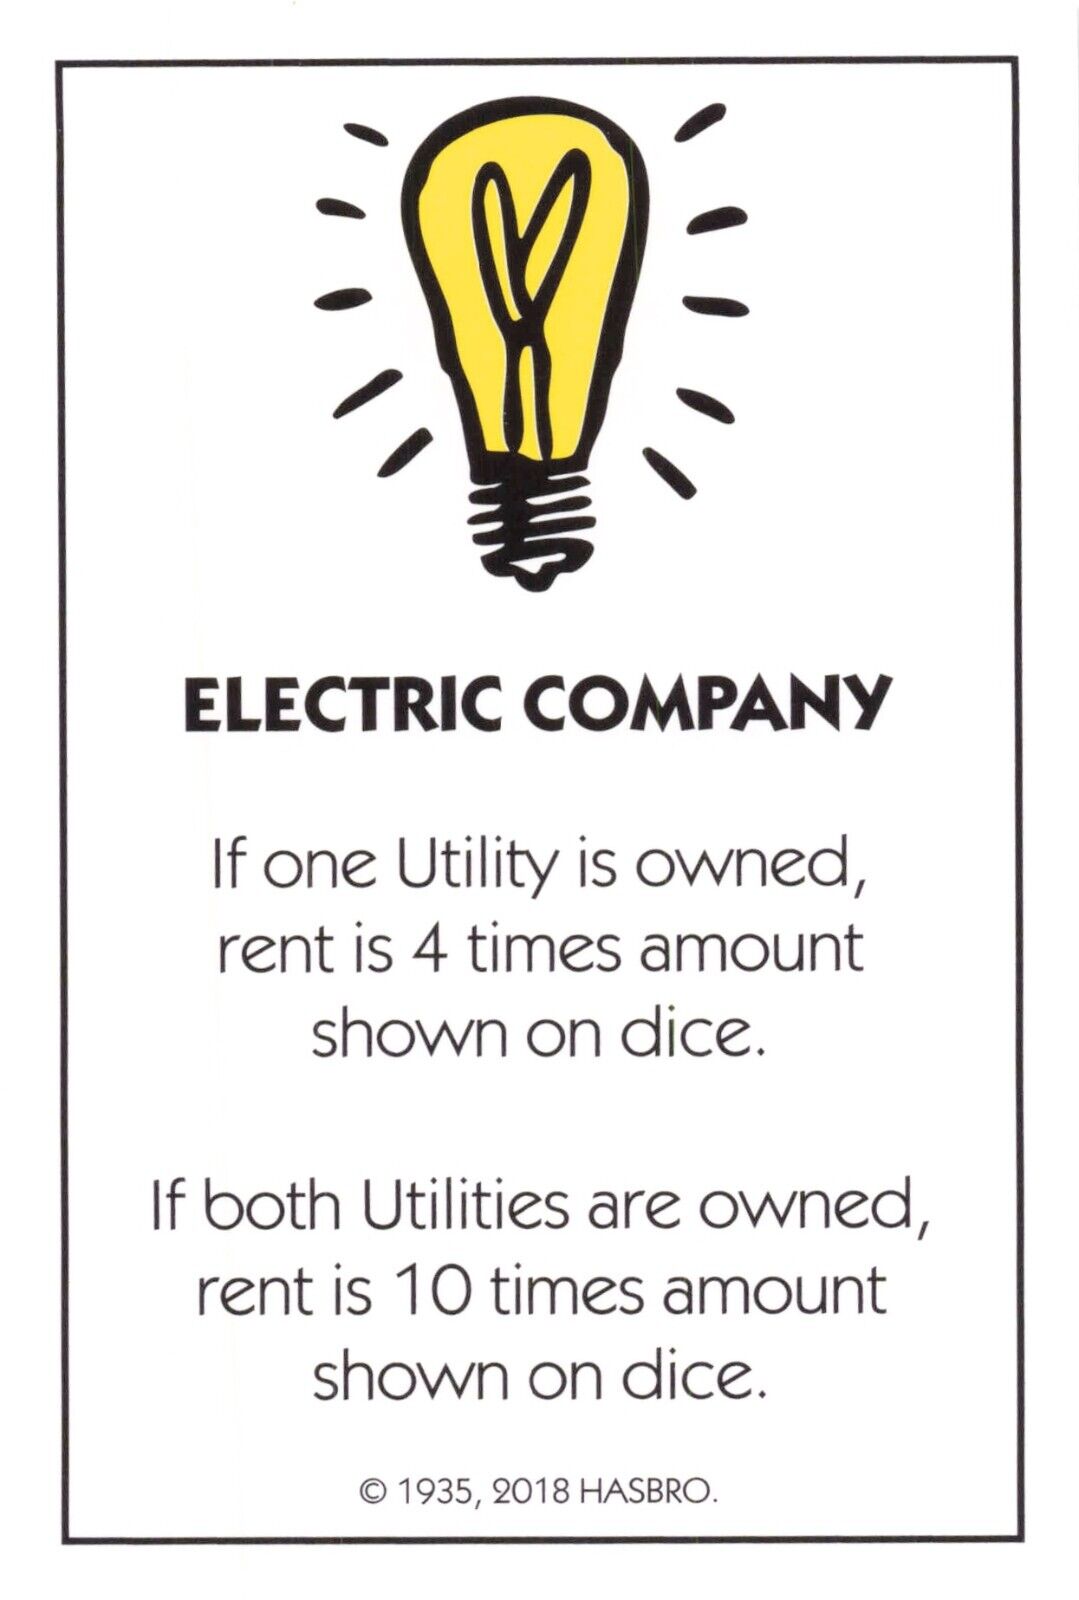 ELECTRIC COMPANY
If one Utility is owned,
rent is 4 times amount
shown on dice.
If both Utilities are owned,
rent is 10 times amount
shown on dice.
© 1935, 2018 HASBRO.